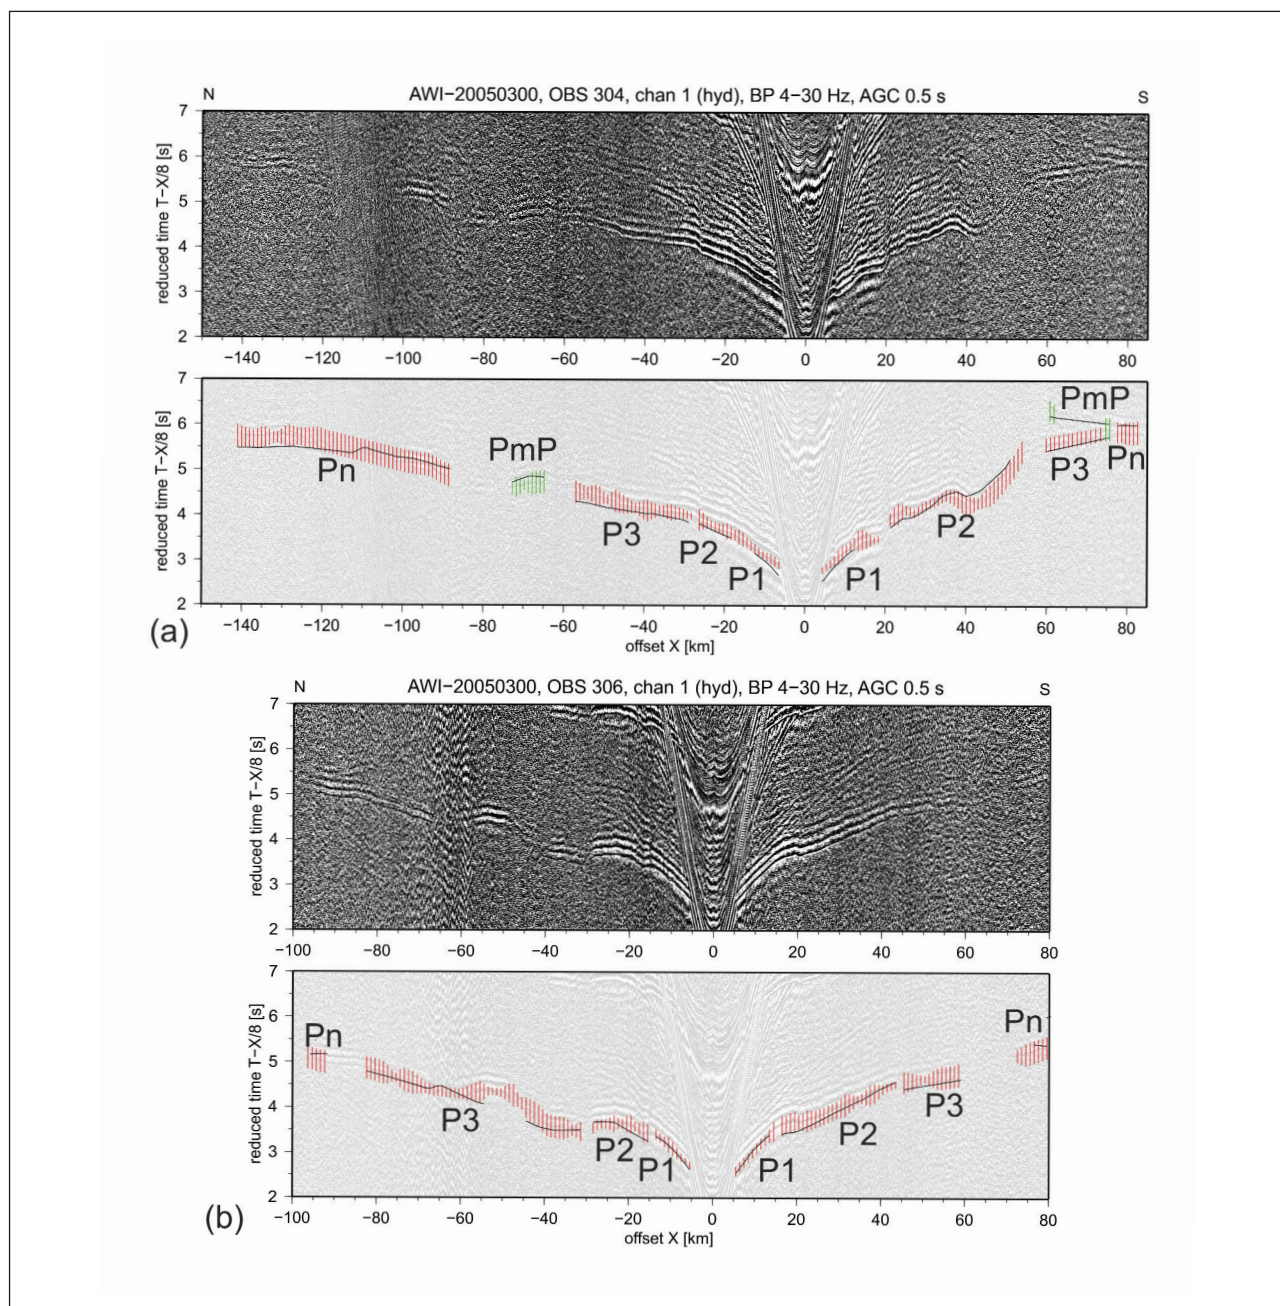 N AWI−20050300, OBS 304, chan 1 (hyd), BP 4−30 Hz, AGC 0.5 s S
reduced time T−X/8 [s]
7
6
5
4
3
2
−140 −120 −100 −80 −60 −40 −20 0 20 40 60 80
reduced time T−X/8 [s]
7
6
5
4
3
2
Pn PmP P3 P2 P1 P1 P2 P3 PmP Pn
−140 −120 −100 −80 −60 −40 −20 0 20 40 60 80
(a)
offset X [km]
N AWI−20050300, OBS 306, chan 1 (hyd), BP 4−30 Hz, AGC 0.5 s S
reduced time T−X/8 [s]
7
6
5
4
3
2
−100 −80 −60 −40 −20 0 20 40 60 80
reduced time T−X/8 [s]
7
6
5
4
3
2
Pn P3 P2 P1 P1 P2 P3 Pn
−100 −80 −60 −40 −20 0 20 40 60 80
(b)
offset X [km]